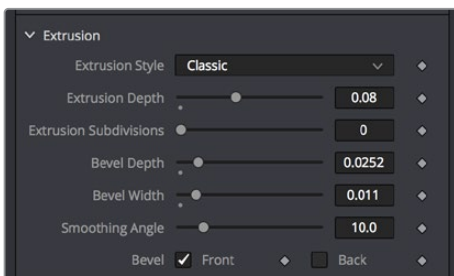 Extrusion
Extrusion Style Classic
Extrusion Depth 0.08
Extrusion Subdivisions 0
Bevel Depth 0.0252
Bevel Width 0.011
Smoothing Angle 10.0
Bevel Front Back